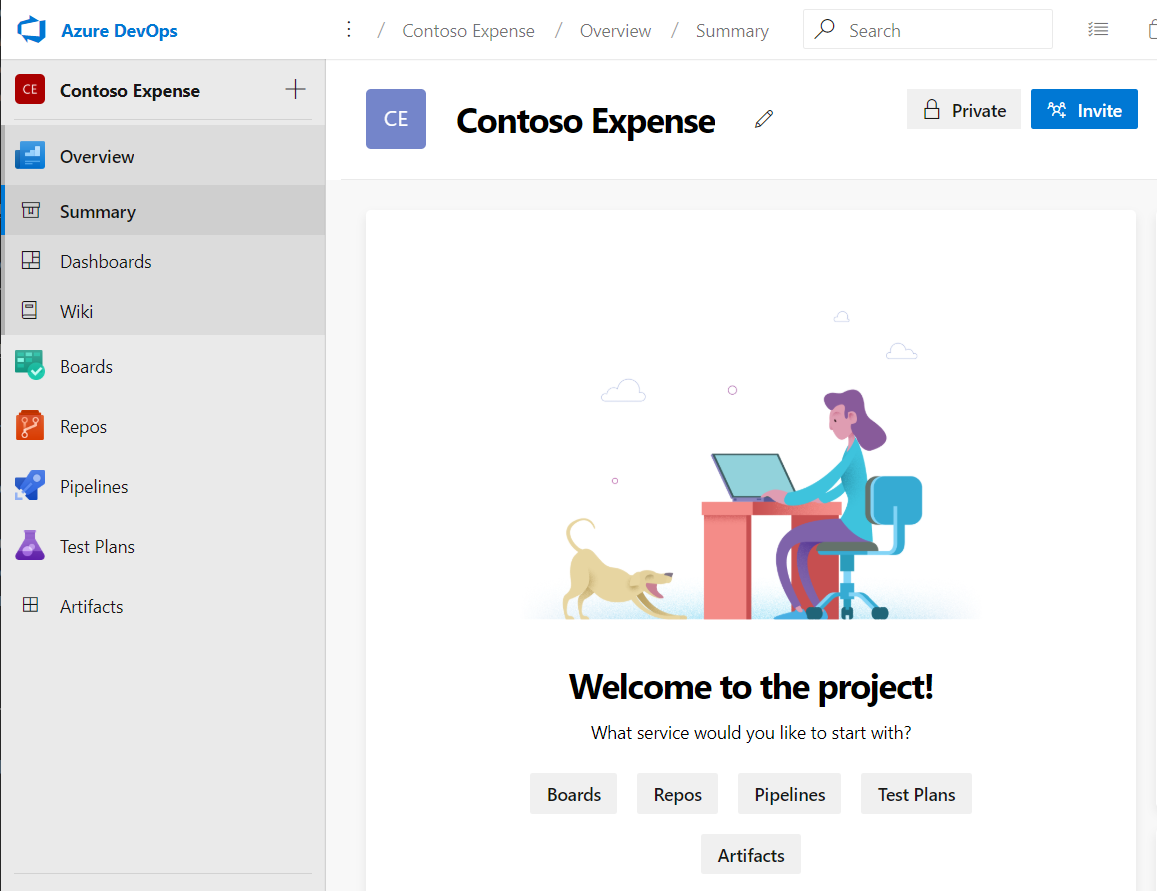 Azure DevOps
/ Contoso Expense / Overview / Summary
Search
CE Contoso Expense
Overview
Summary
Dashboards
Wiki
Boards
Repos
Pipelines
Test Plans
Artifacts
CE
Contoso Expense
Private
Invite
Welcome to the project!
What service would you like to start with?
Boards Repos Pipelines Test Plans
Artifacts